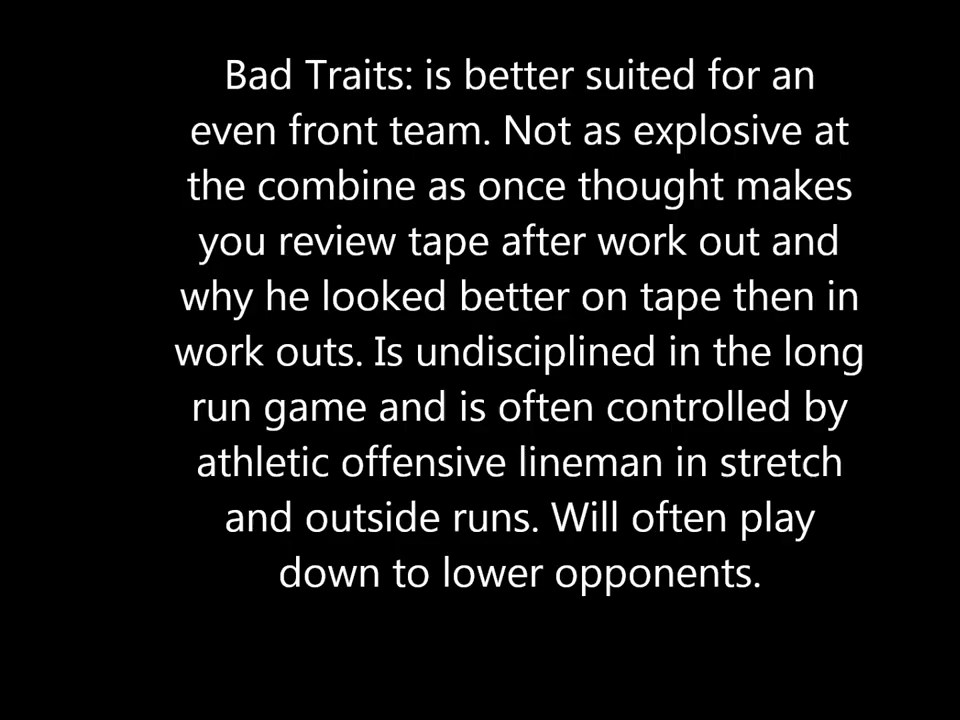 Bad Traits: is better suited for an
even front team. Not as explosive at
the combine as once thought makes
you review tape after work out and
why he looked better on tape then in
work outs. Is undisciplined in the long
run game and is often controlled by
athletic offensive lineman in stretch
and outside runs. Will often play
down to lower opponents.